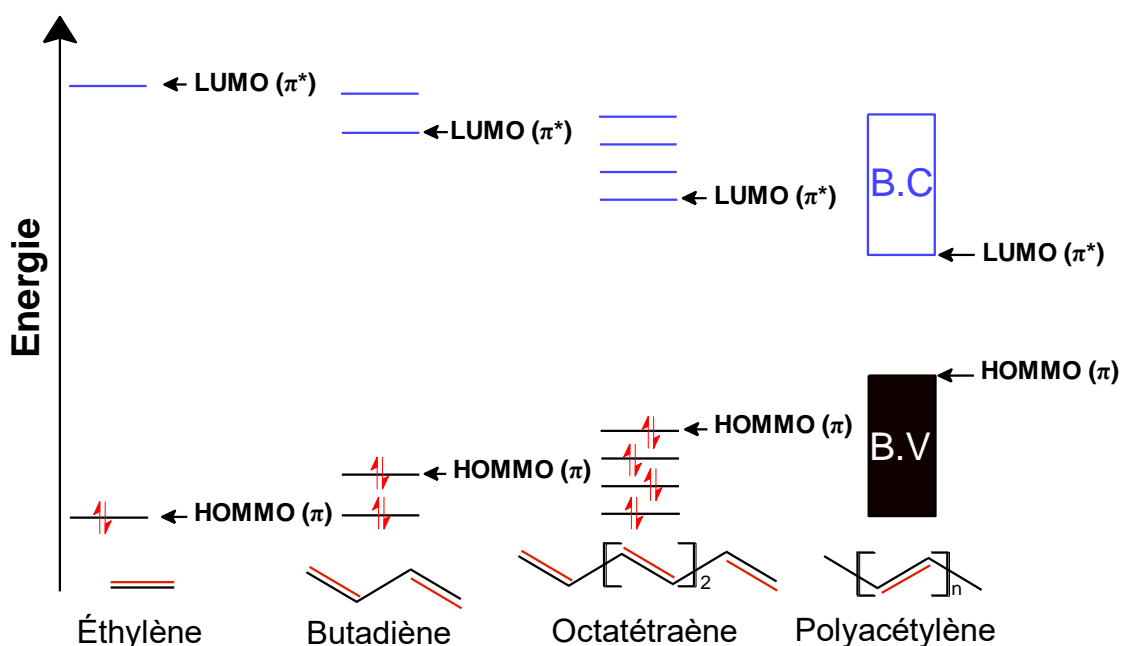 LUMO (π*)
LUMO (π*)
LUMO (π*)
B.C
LUMO (π*)
Energie
HOMMO (π)
HOMMO (π)
B.V
HOMMO (π)
HOMMO (π)
2
n
Éthylène
Butadiène
Octatétraène
Polyacétylène